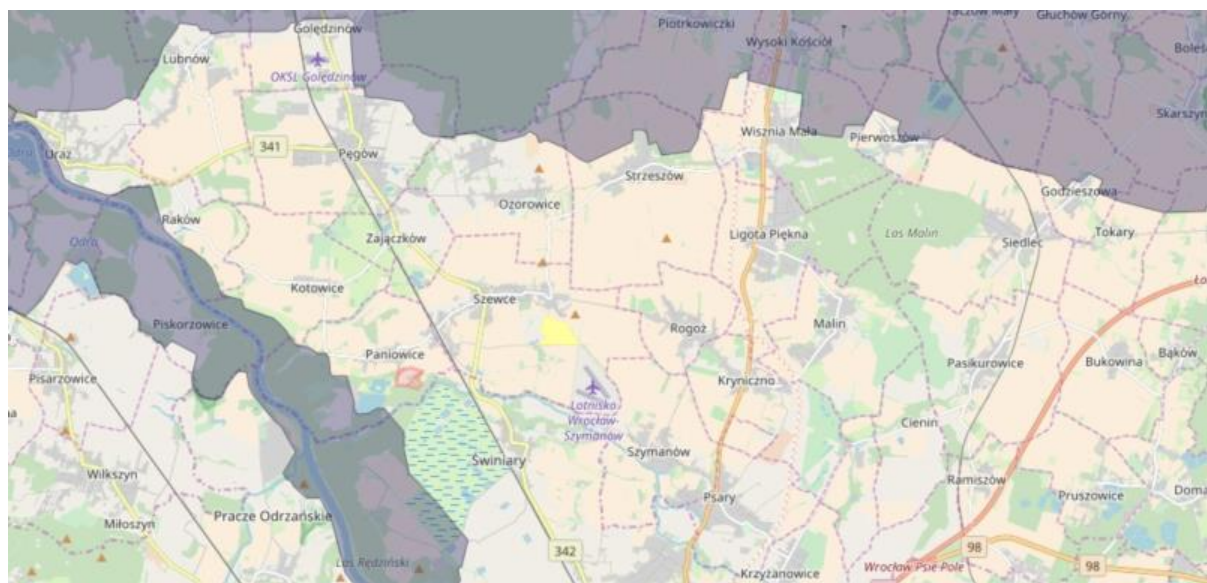 Golędzinów
Piotrkowiczki
Głuchów Górny
Wysoki Kościół
Lubnów
OKSL Golędzinów
Skarszyn
Wisznia Mała
Pierwoszów
341
Pęgów
Uraz
Strzeszów
Godzieszowa
Ozorowice
Raków
Ligota Piękna
Las Malin
Tokary
Zajączków
Siedlec
Odra
Kotowice
Szewce
Piskorzowice
Rogoż
Malin
Paniowice
Pasikurowice
Bukowina
Bąków
Pisarzowice
Kryniczno
Lotnisko
Wrocław-
Szymanów
Cienin
Świniary
Szymanów
Wilkszyn
Ramiszów
Psary
Pruszowice
Miłoszyn
Pracze Odrzańskie
342
98
Las Rędziński
Krzyżanowice
Wrocław Psie Pole
98